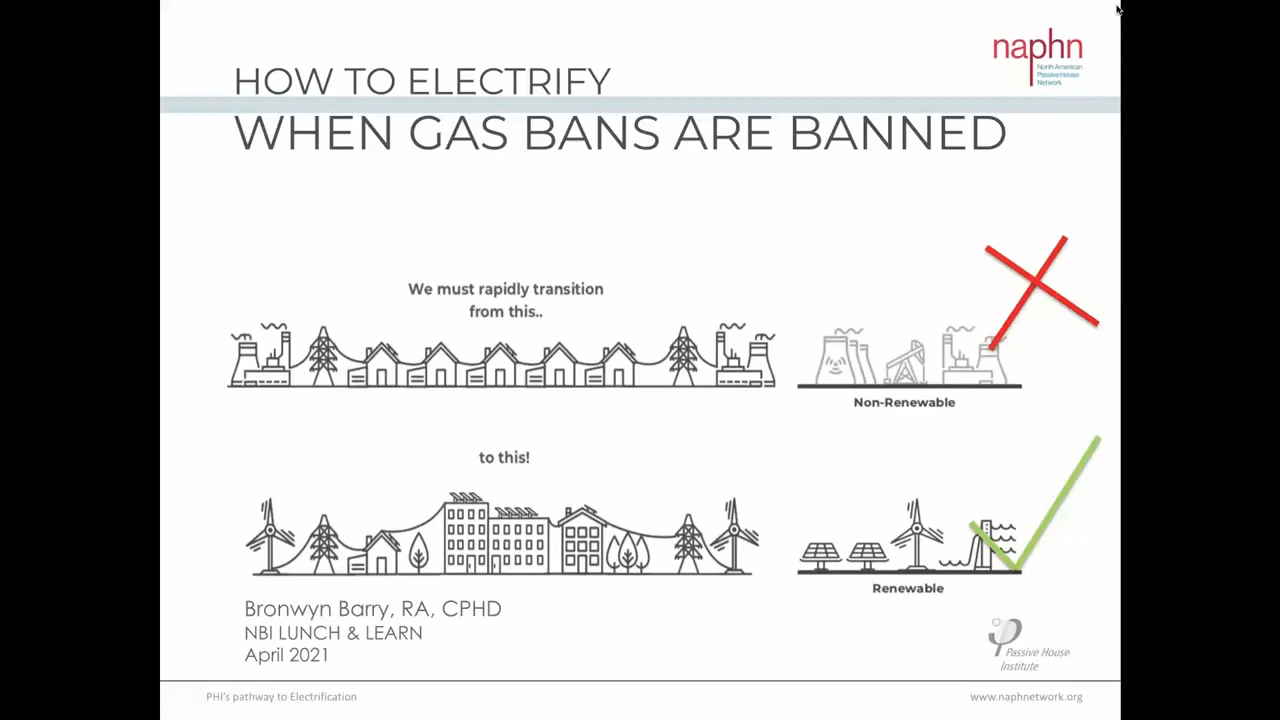 naphn
North American
Passive House
Network
HOW TO ELECTRIFY
WHEN GAS BANS ARE BANNED
We must rapidly transition
from this..
Non-Renewable
to this!
Renewable
Bronwyn Barry, RA, CPHD
NBI LUNCH & LEARN
April 2021
Passive House
Institute
PHI's pathway to Electrification
www.naphnetwork.org